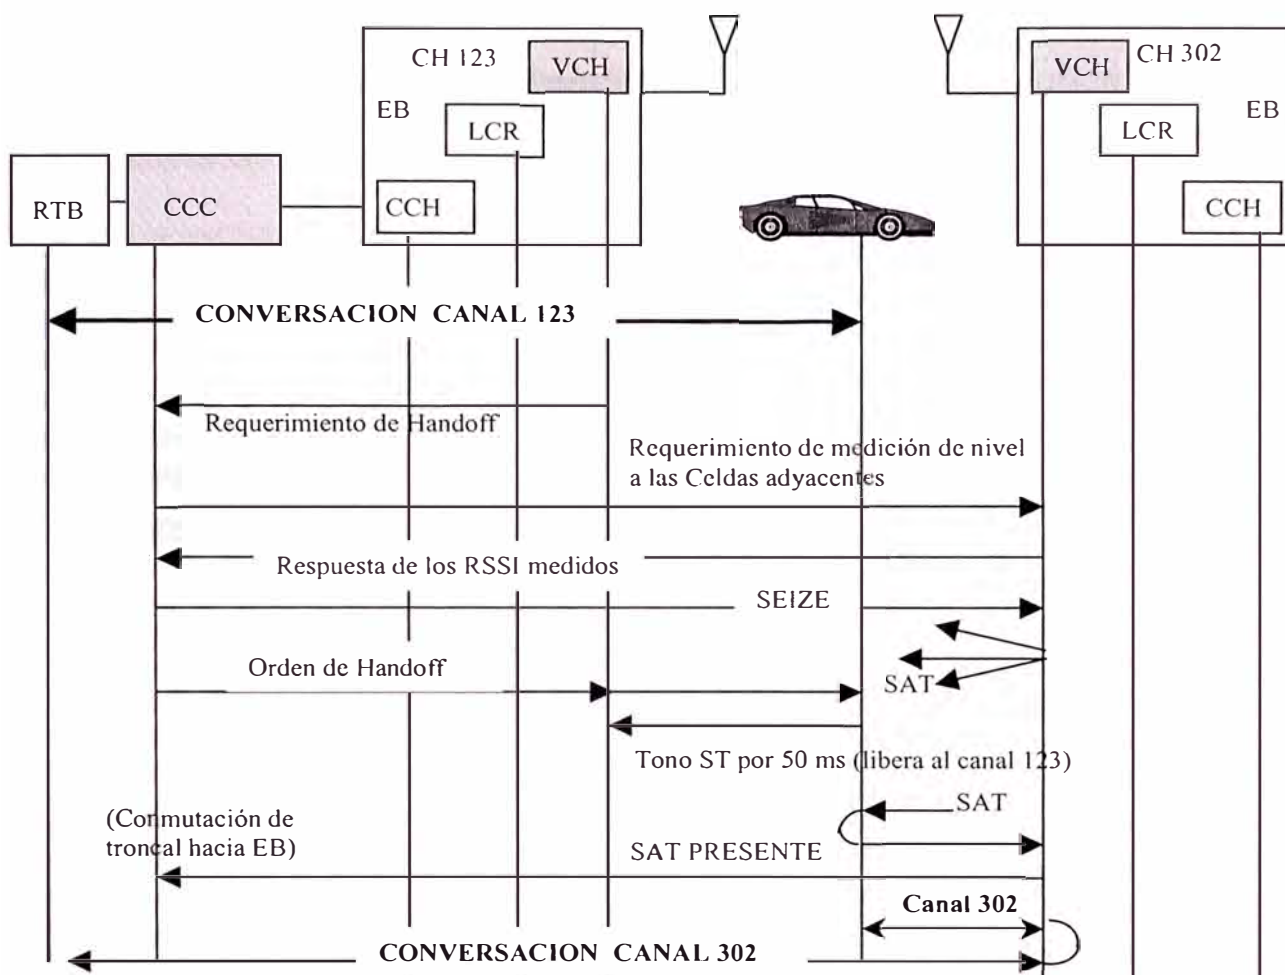 CH 123
VCH
EB
LCR
RTB
CCC
CCH
VCH
CH 302
LCR
EB
CCH
CONVERSACION CANAL 123
Requerimiento de Handoff
Requerimiento de medición de nivel
a las Celdas adyacentes
Respuesta de los RSSI medidos
SEIZE
Orden de Handoff
SAT
Tono ST por 50 ms (libera al canal 123)
SAT
(Conmutación de
troncal hacia EB)
SAT PRESENTE
Canal 302
CONVERSACION CANAL 302